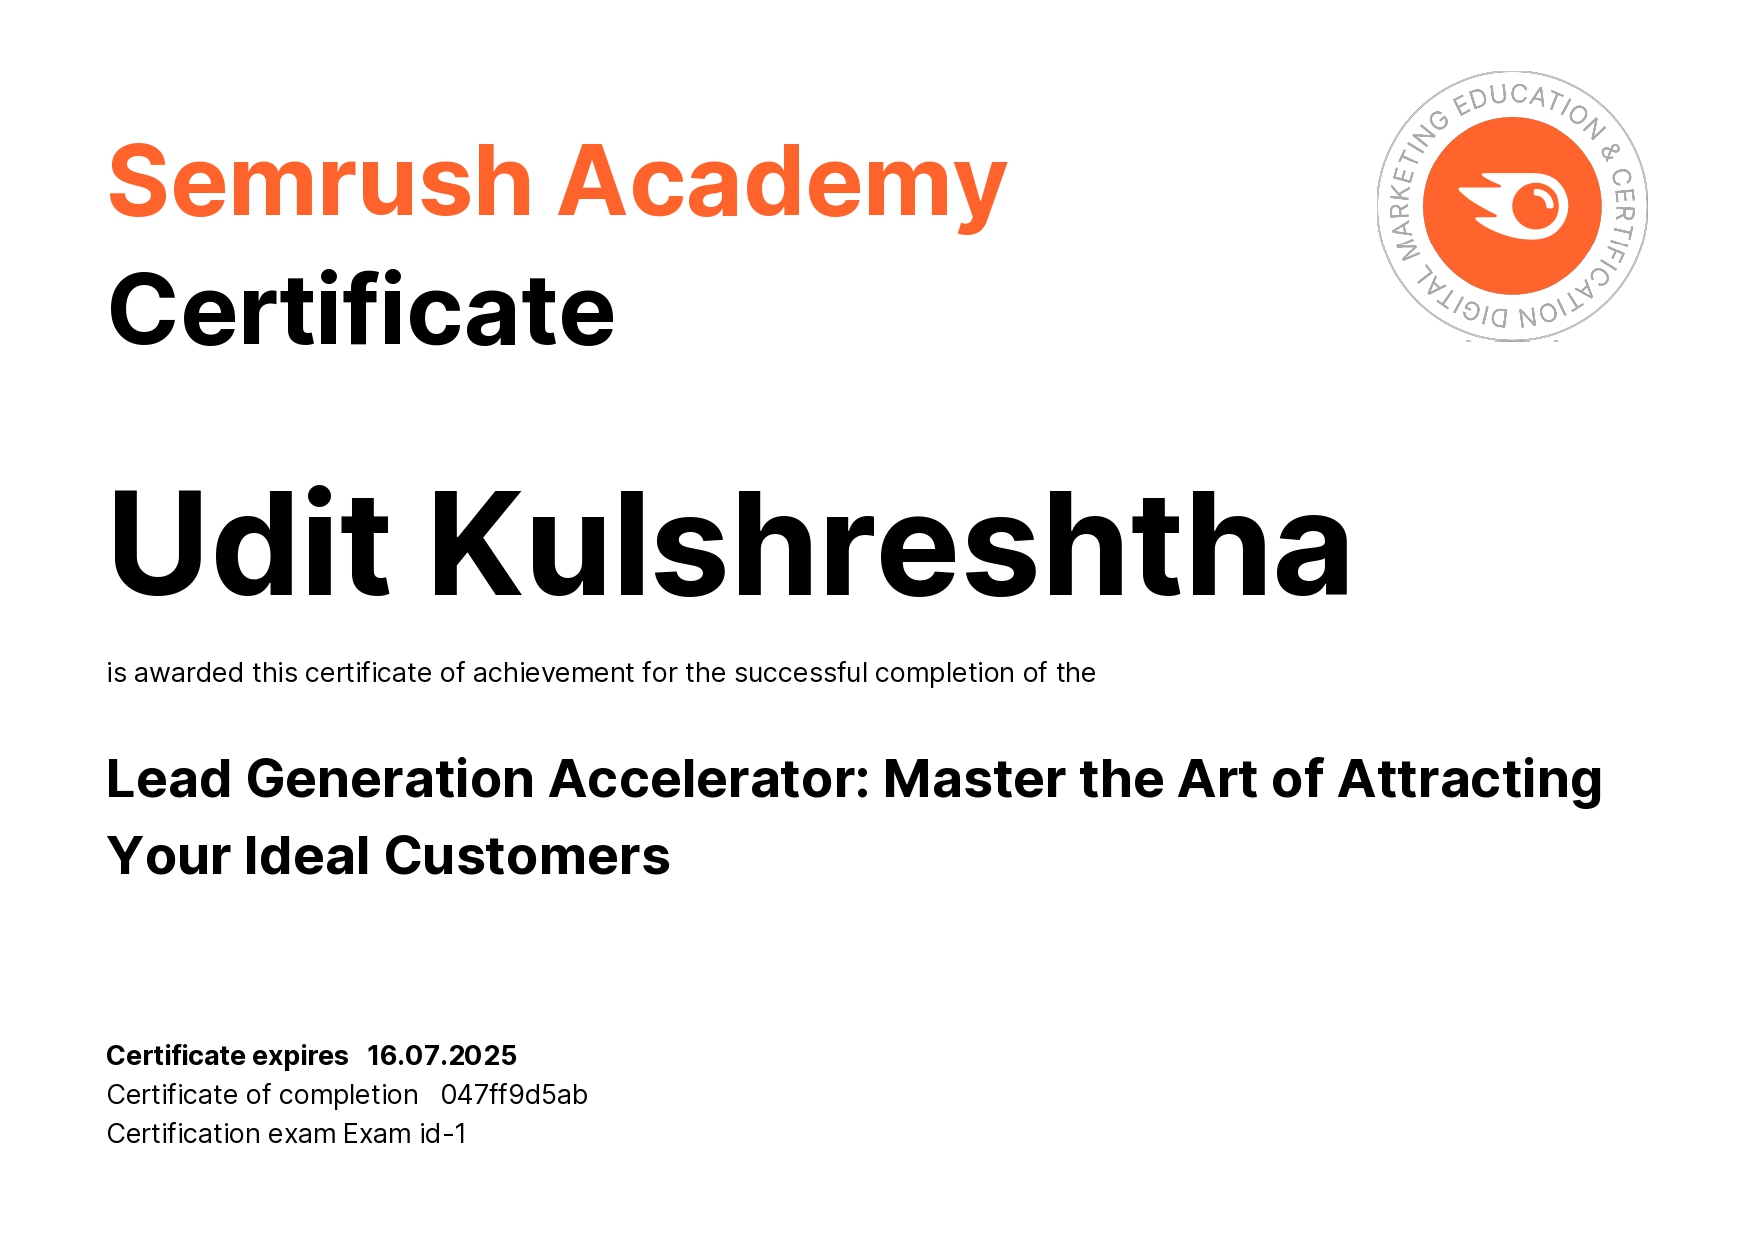 Semrush Academy
Certificate
DIGITAL MARKETING EDUCATION & CERTIFICATION
Udit Kulshreshtha
is awarded this certificate of achievement for the successful completion of the
Lead Generation Accelerator: Master the Art of Attracting
Your Ideal Customers
Certificate expires 16.07.2025
Certificate of completion 047ff9d5ab
Certification exam Exam id-1